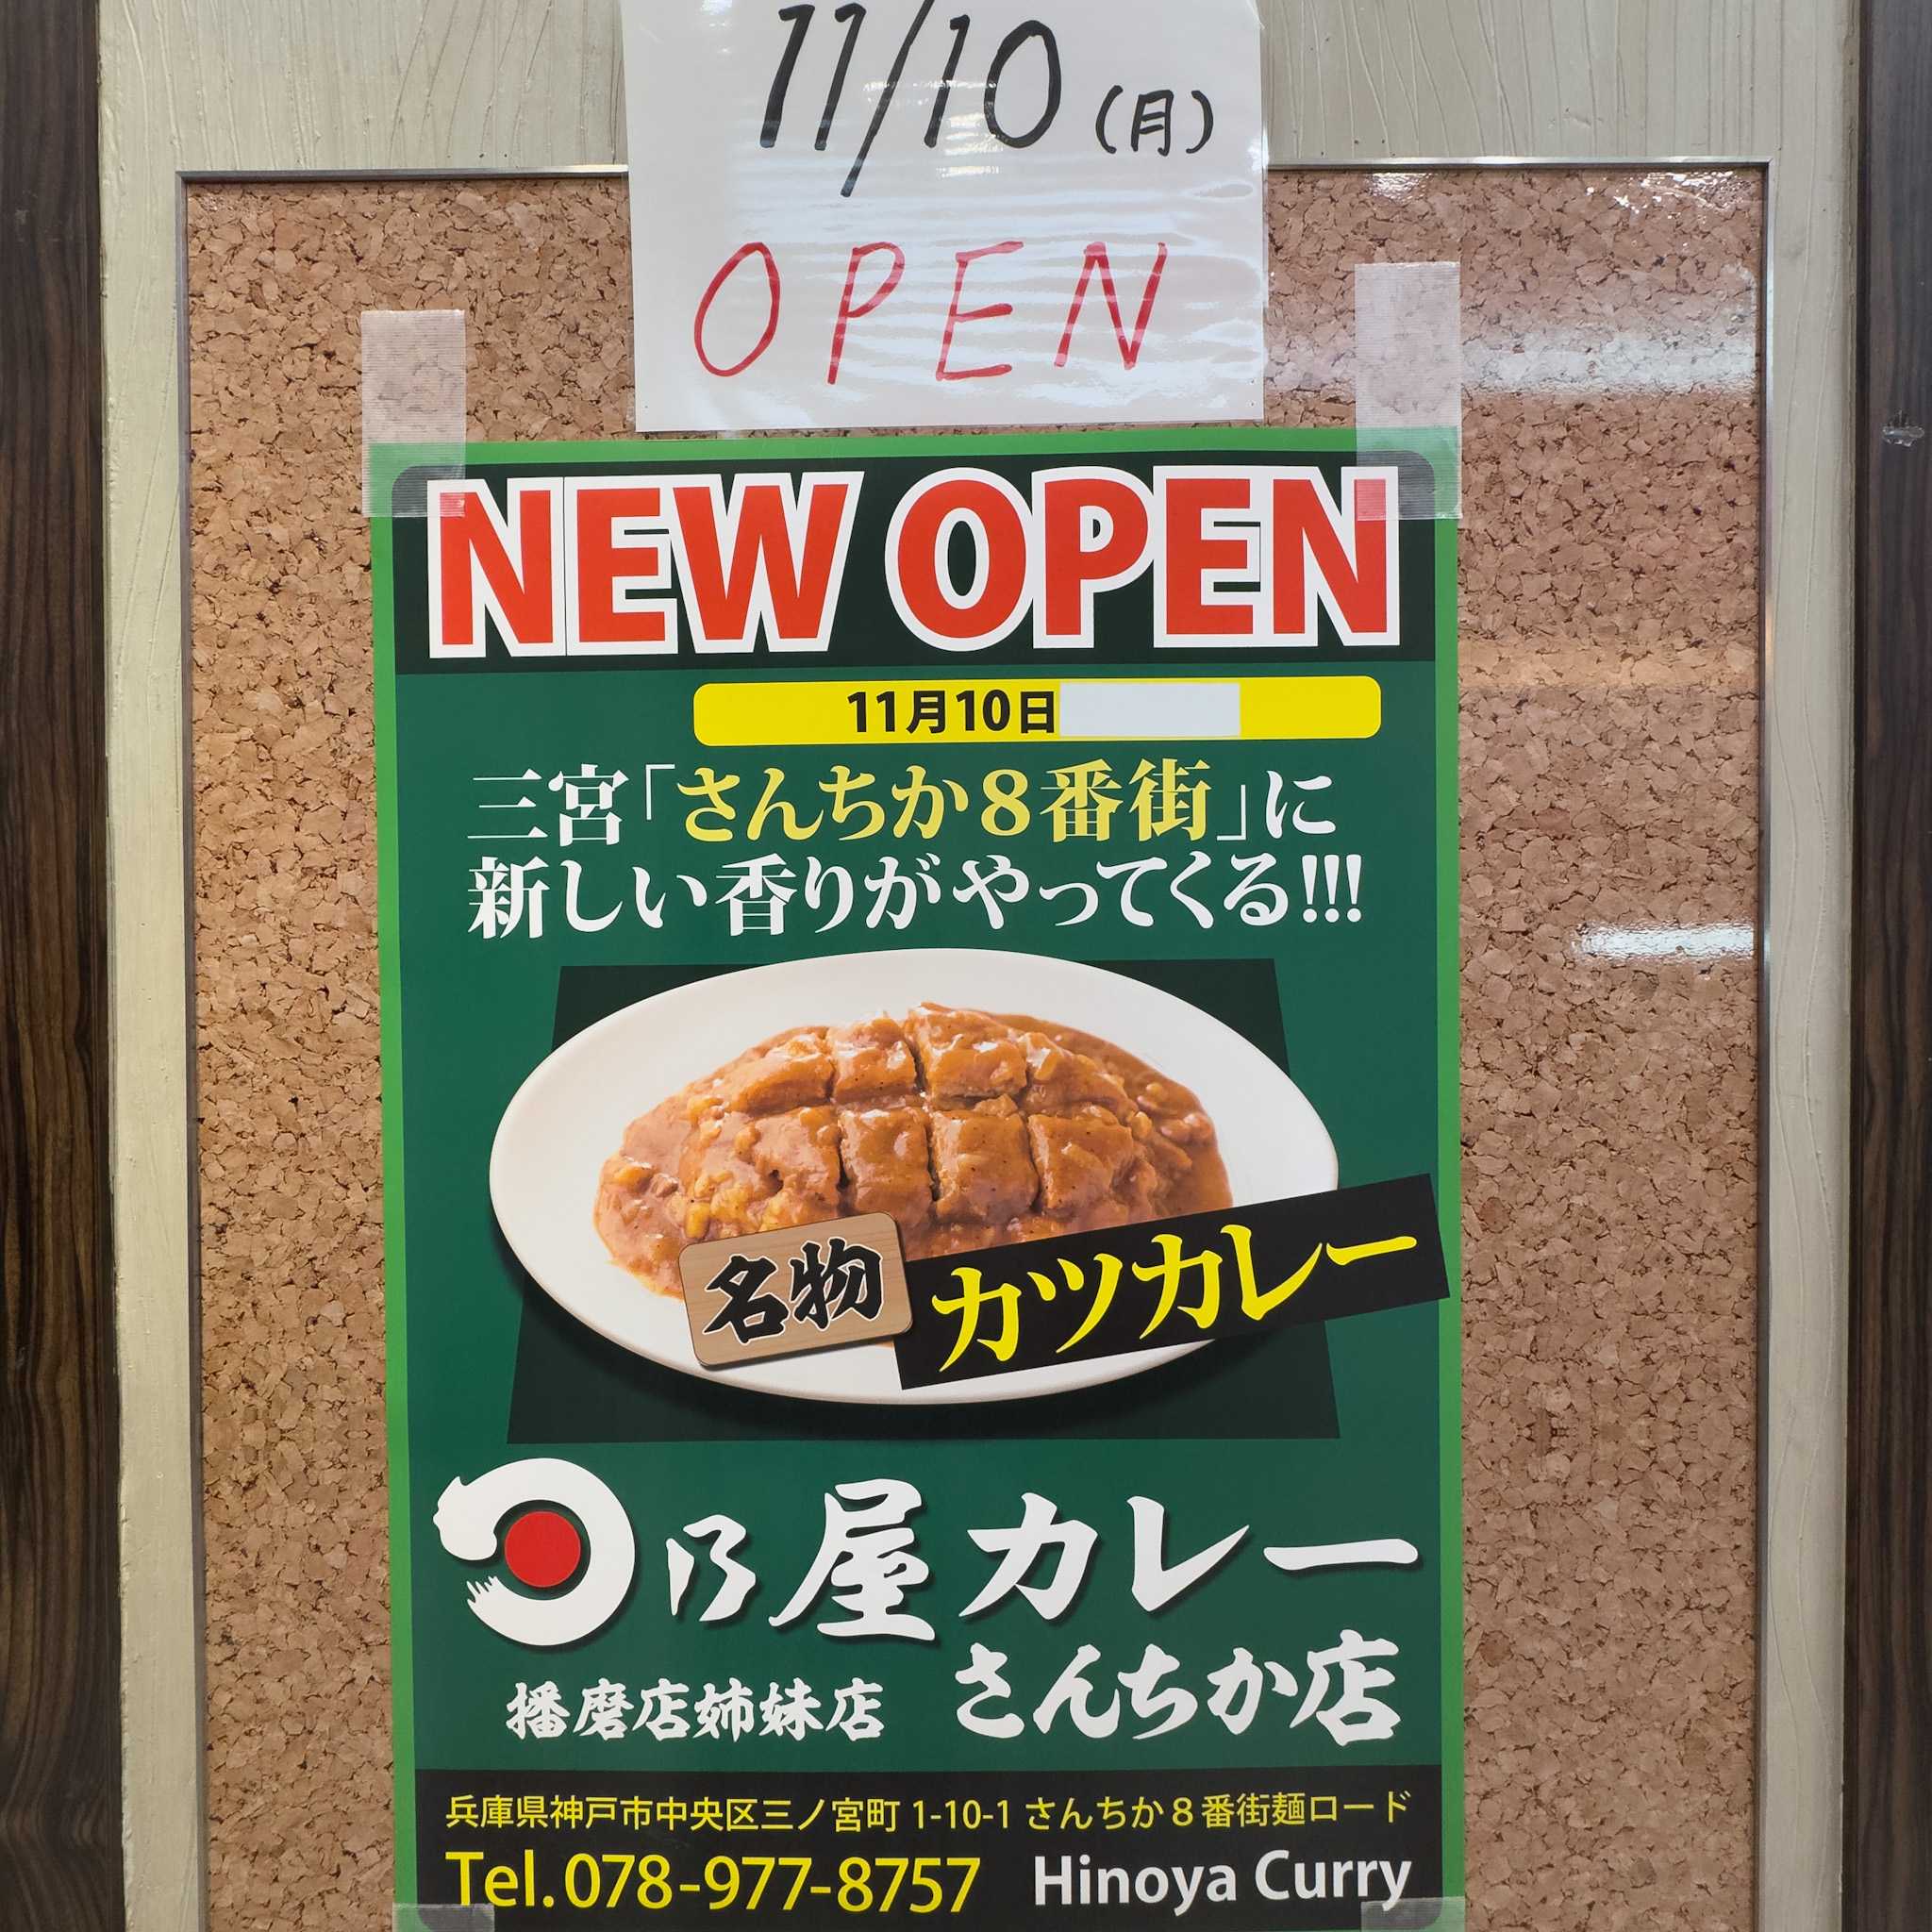 11/10(月)
OPEN
NEW OPEN
11月10日
三宮「さんちか8番街」に
新しい香りがやってくる!!!
名物 カツカレー
日乃屋カレー
播磨店姉妹店 さんちか店
兵庫県神戸市中央区三ノ宮町 1-10-1 さんちか8番街麺ロード
Tel.078-977-8757 Hinoya Curry